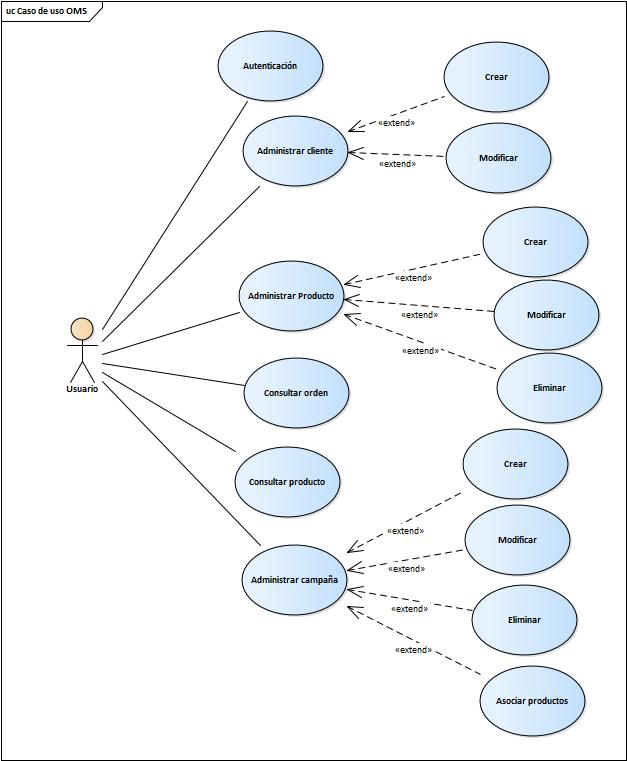 uc Caso de uso OMS
Autenticación
Crear
«extend»
Administrar cliente
Modificar
«extend»
Crear
«extend»
Administrar Producto
Modificar
«extend»
«extend»
Eliminar
Usuario
Consultar orden
Crear
Consultar producto
«extend»
Modificar
«extend»
Administrar campaña
«extend»
Eliminar
«extend»
Asociar productos